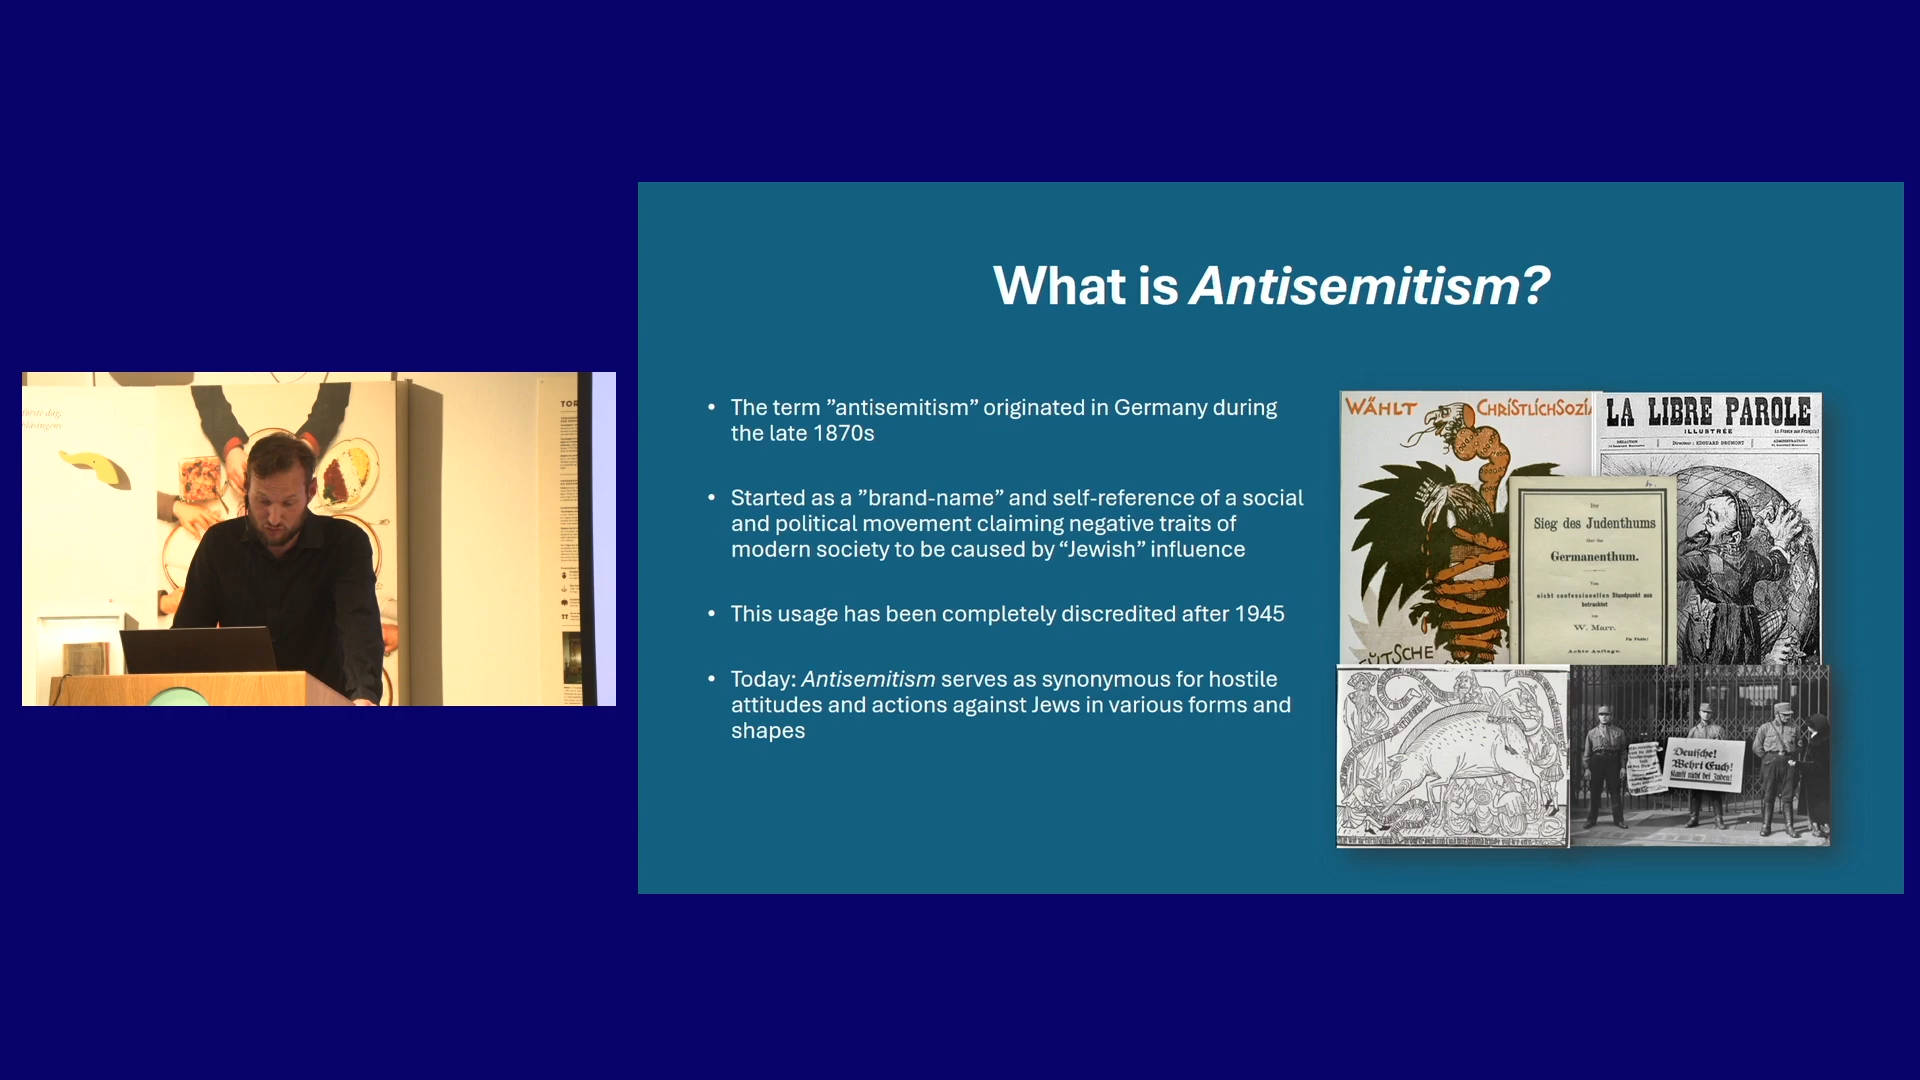 What is Antisemitism?
• The term ”antisemitism” originated in Germany during
the late 1870s
• Started as a ”brand-name” and self-reference of a social
and political movement claiming negative traits of
modern society to be caused by “Jewish” influence
• This usage has been completely discredited after 1945
• Today: Antisemitism serves as synonymous for hostile
attitudes and actions against Jews in various forms and
shapes
WÄHLT
LA LIBRE PAROLE
ILLUSTRÉE
Directeur: EDOUARD DRUMONT
Der
Sieg des Judenthums
über das
Germanenthum.
Vom
nicht confessionellen Standpunkt aus
betrachtet
von
W. Marr.
Achte Auflage.
Deutsche!
Wehrt Euch!
Kauft nicht bei Juden!